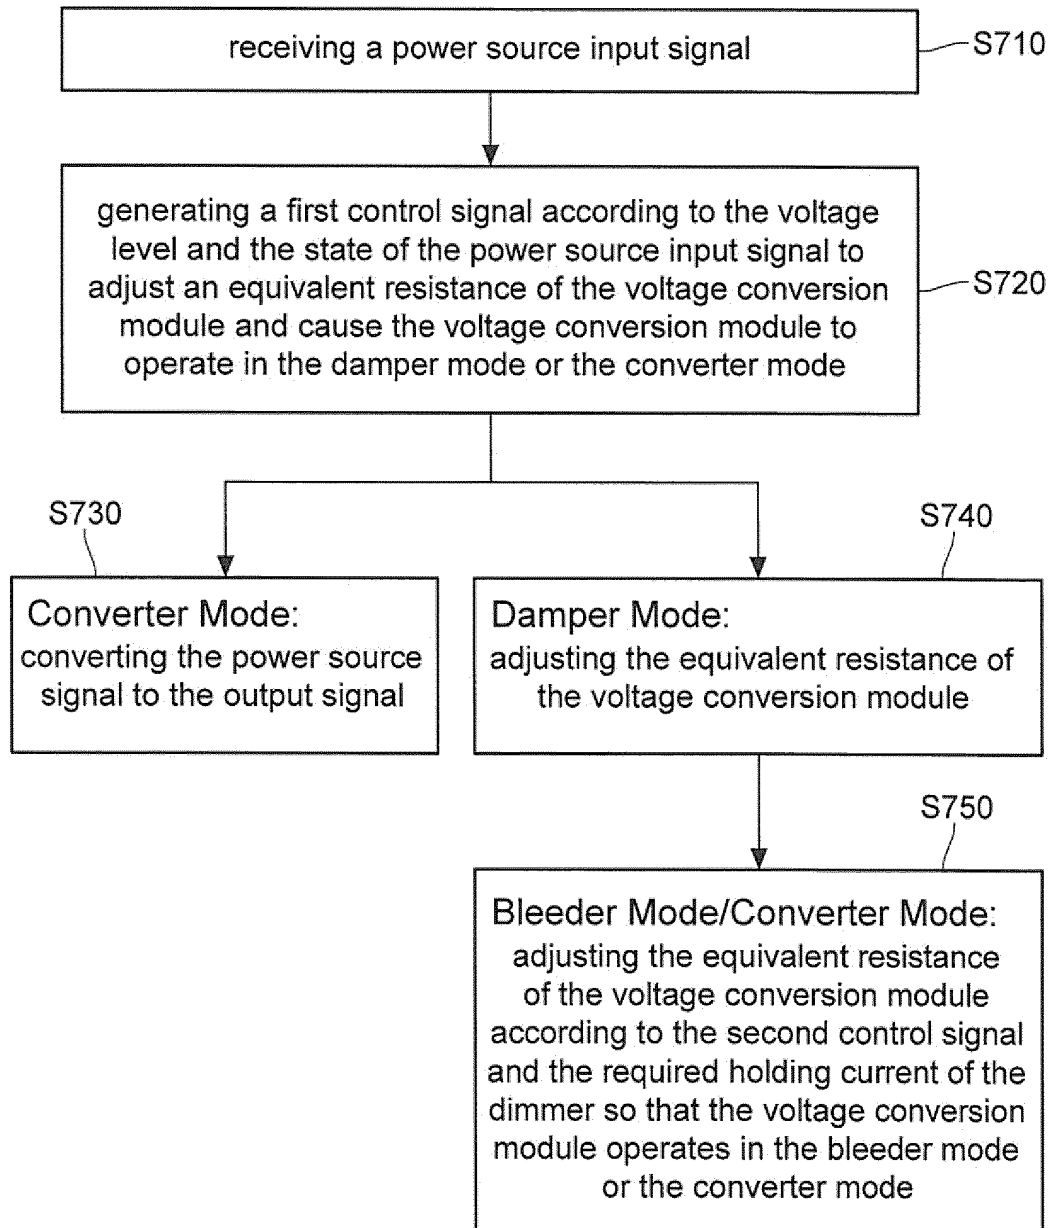 receiving a power source input signal
S710
generating a first control signal according to the voltage
level and the state of the power source input signal to
adjust an equivalent resistance of the voltage conversion
module and cause the voltage conversion module to
operate in the damper mode or the converter mode
S720
S730
Converter Mode:
converting the power source
signal to the output signal
S740
Damper Mode:
adjusting the equivalent resistance of
the voltage conversion module
S750
Bleeder Mode/Converter Mode:
adjusting the equivalent resistance
of the voltage conversion module
according to the second control signal
and the required holding current of the
dimmer so that the voltage conversion
module operates in the bleeder mode
or the converter mode